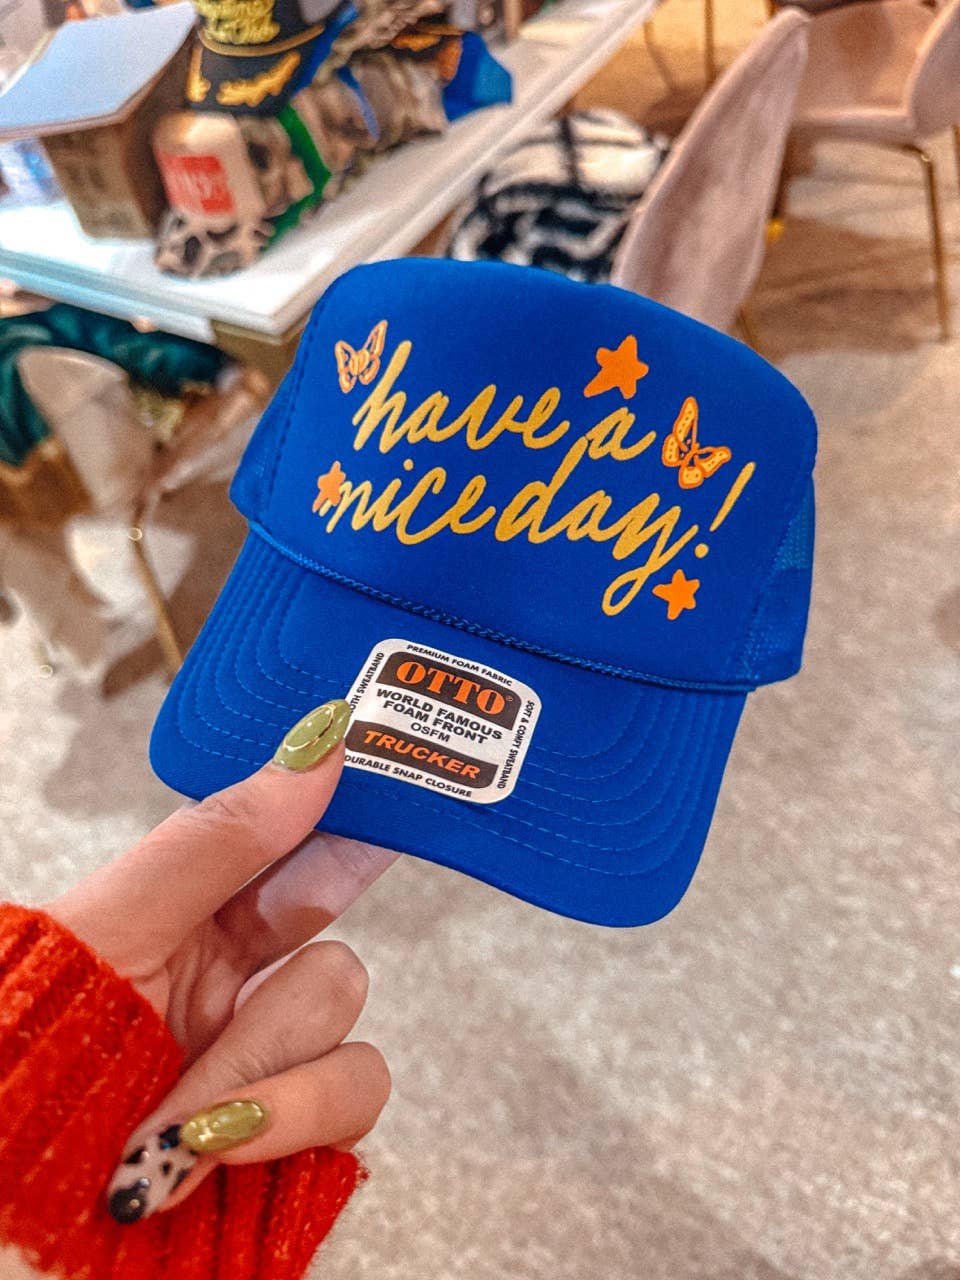 have a
nice day!
PREMIUM FOAM FABRIC
OTTO
WORLD FAMOUS
FOAM FRONT
OSFM
TRUCKER
DURABLE SNAP CLOSURE
SWEATBAND
SOFT & COMFY SWEATBAND